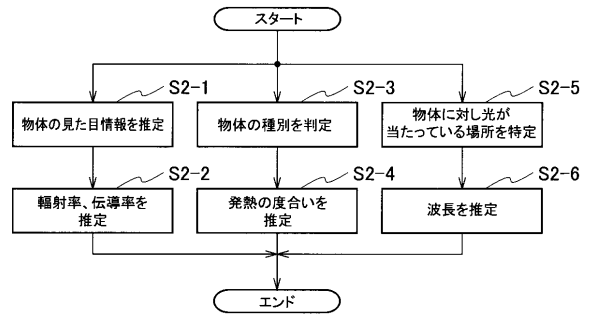 スタート
S2-1
S2-3
S2-5
物体の見た目情報を推定
物体の種別を判定
物体に対し光が
当たっている場所を特定
S2-2
S2-4
S2-6
輻射率、伝導率を
推定
発熱の度合いを
推定
波長を推定
エンド